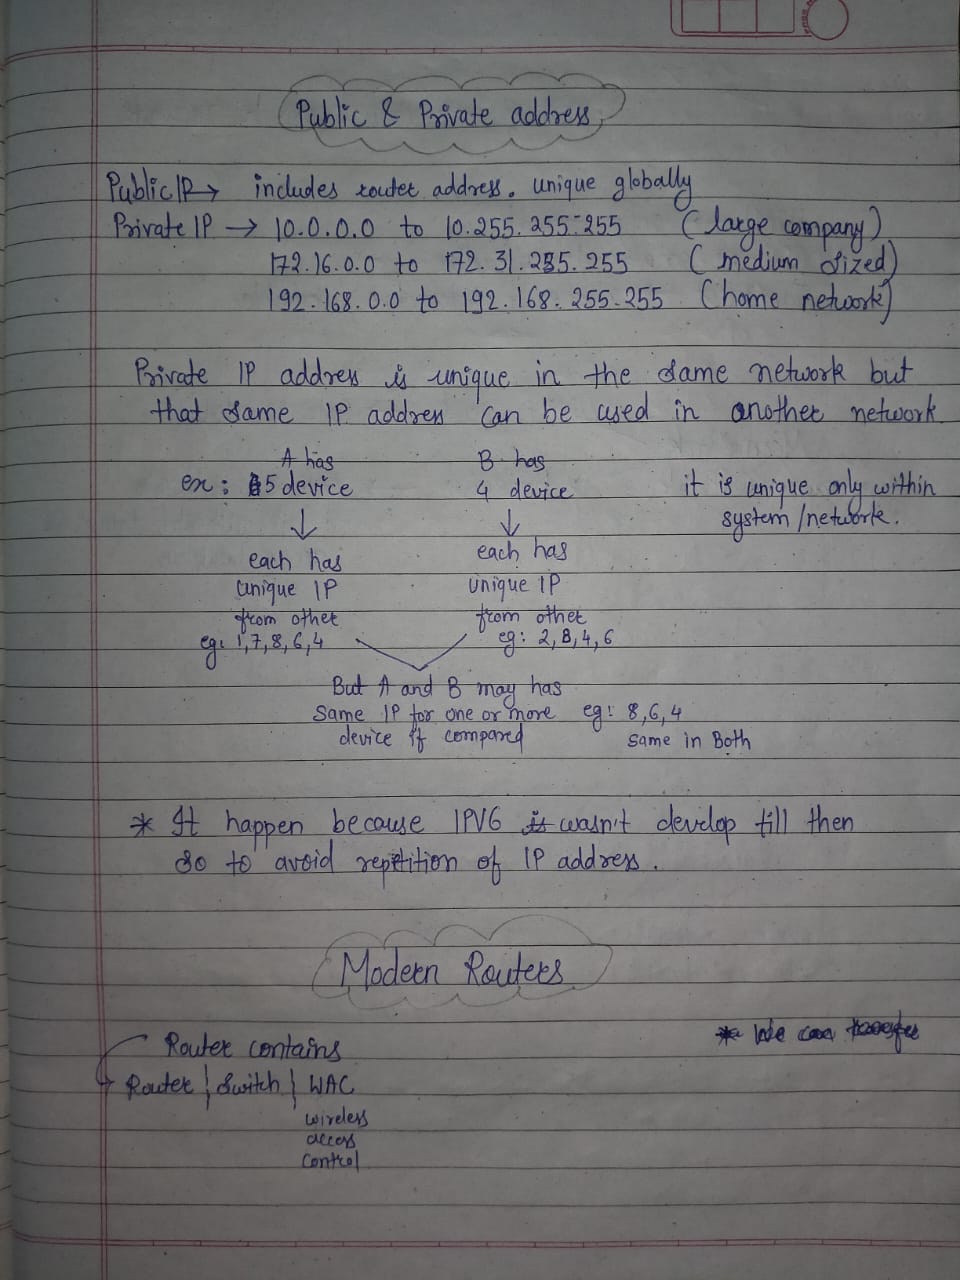 Public & Private address
Public IP → includes router address. unique globally
Private IP → 10.0.0.0 to 10.255.255.255 (large company)
172.16.0.0 to 172.31.255.255 (medium sized)
192.168.0.0 to 192.168.255.255 (home network)
Private IP address is unique in the same network but
that same IP address can be used in another network.
A has B has
ex: 5 device 4 device it is unique only within
system/network.
↓ ↓
each has each has
unique IP unique IP
from other from other
eg: 1,7,8,6,4 eg: 2,8,4,6
But A and B may has
same IP for one or more eg: 8,6,4
device if compared same in Both
* It happen because IPV6 is wasn't develop till then
so to avoid repetition of IP address.
Modern Routers
* We can transfer
Router contains
→ Router | Switch | WAC
wireless
access
control